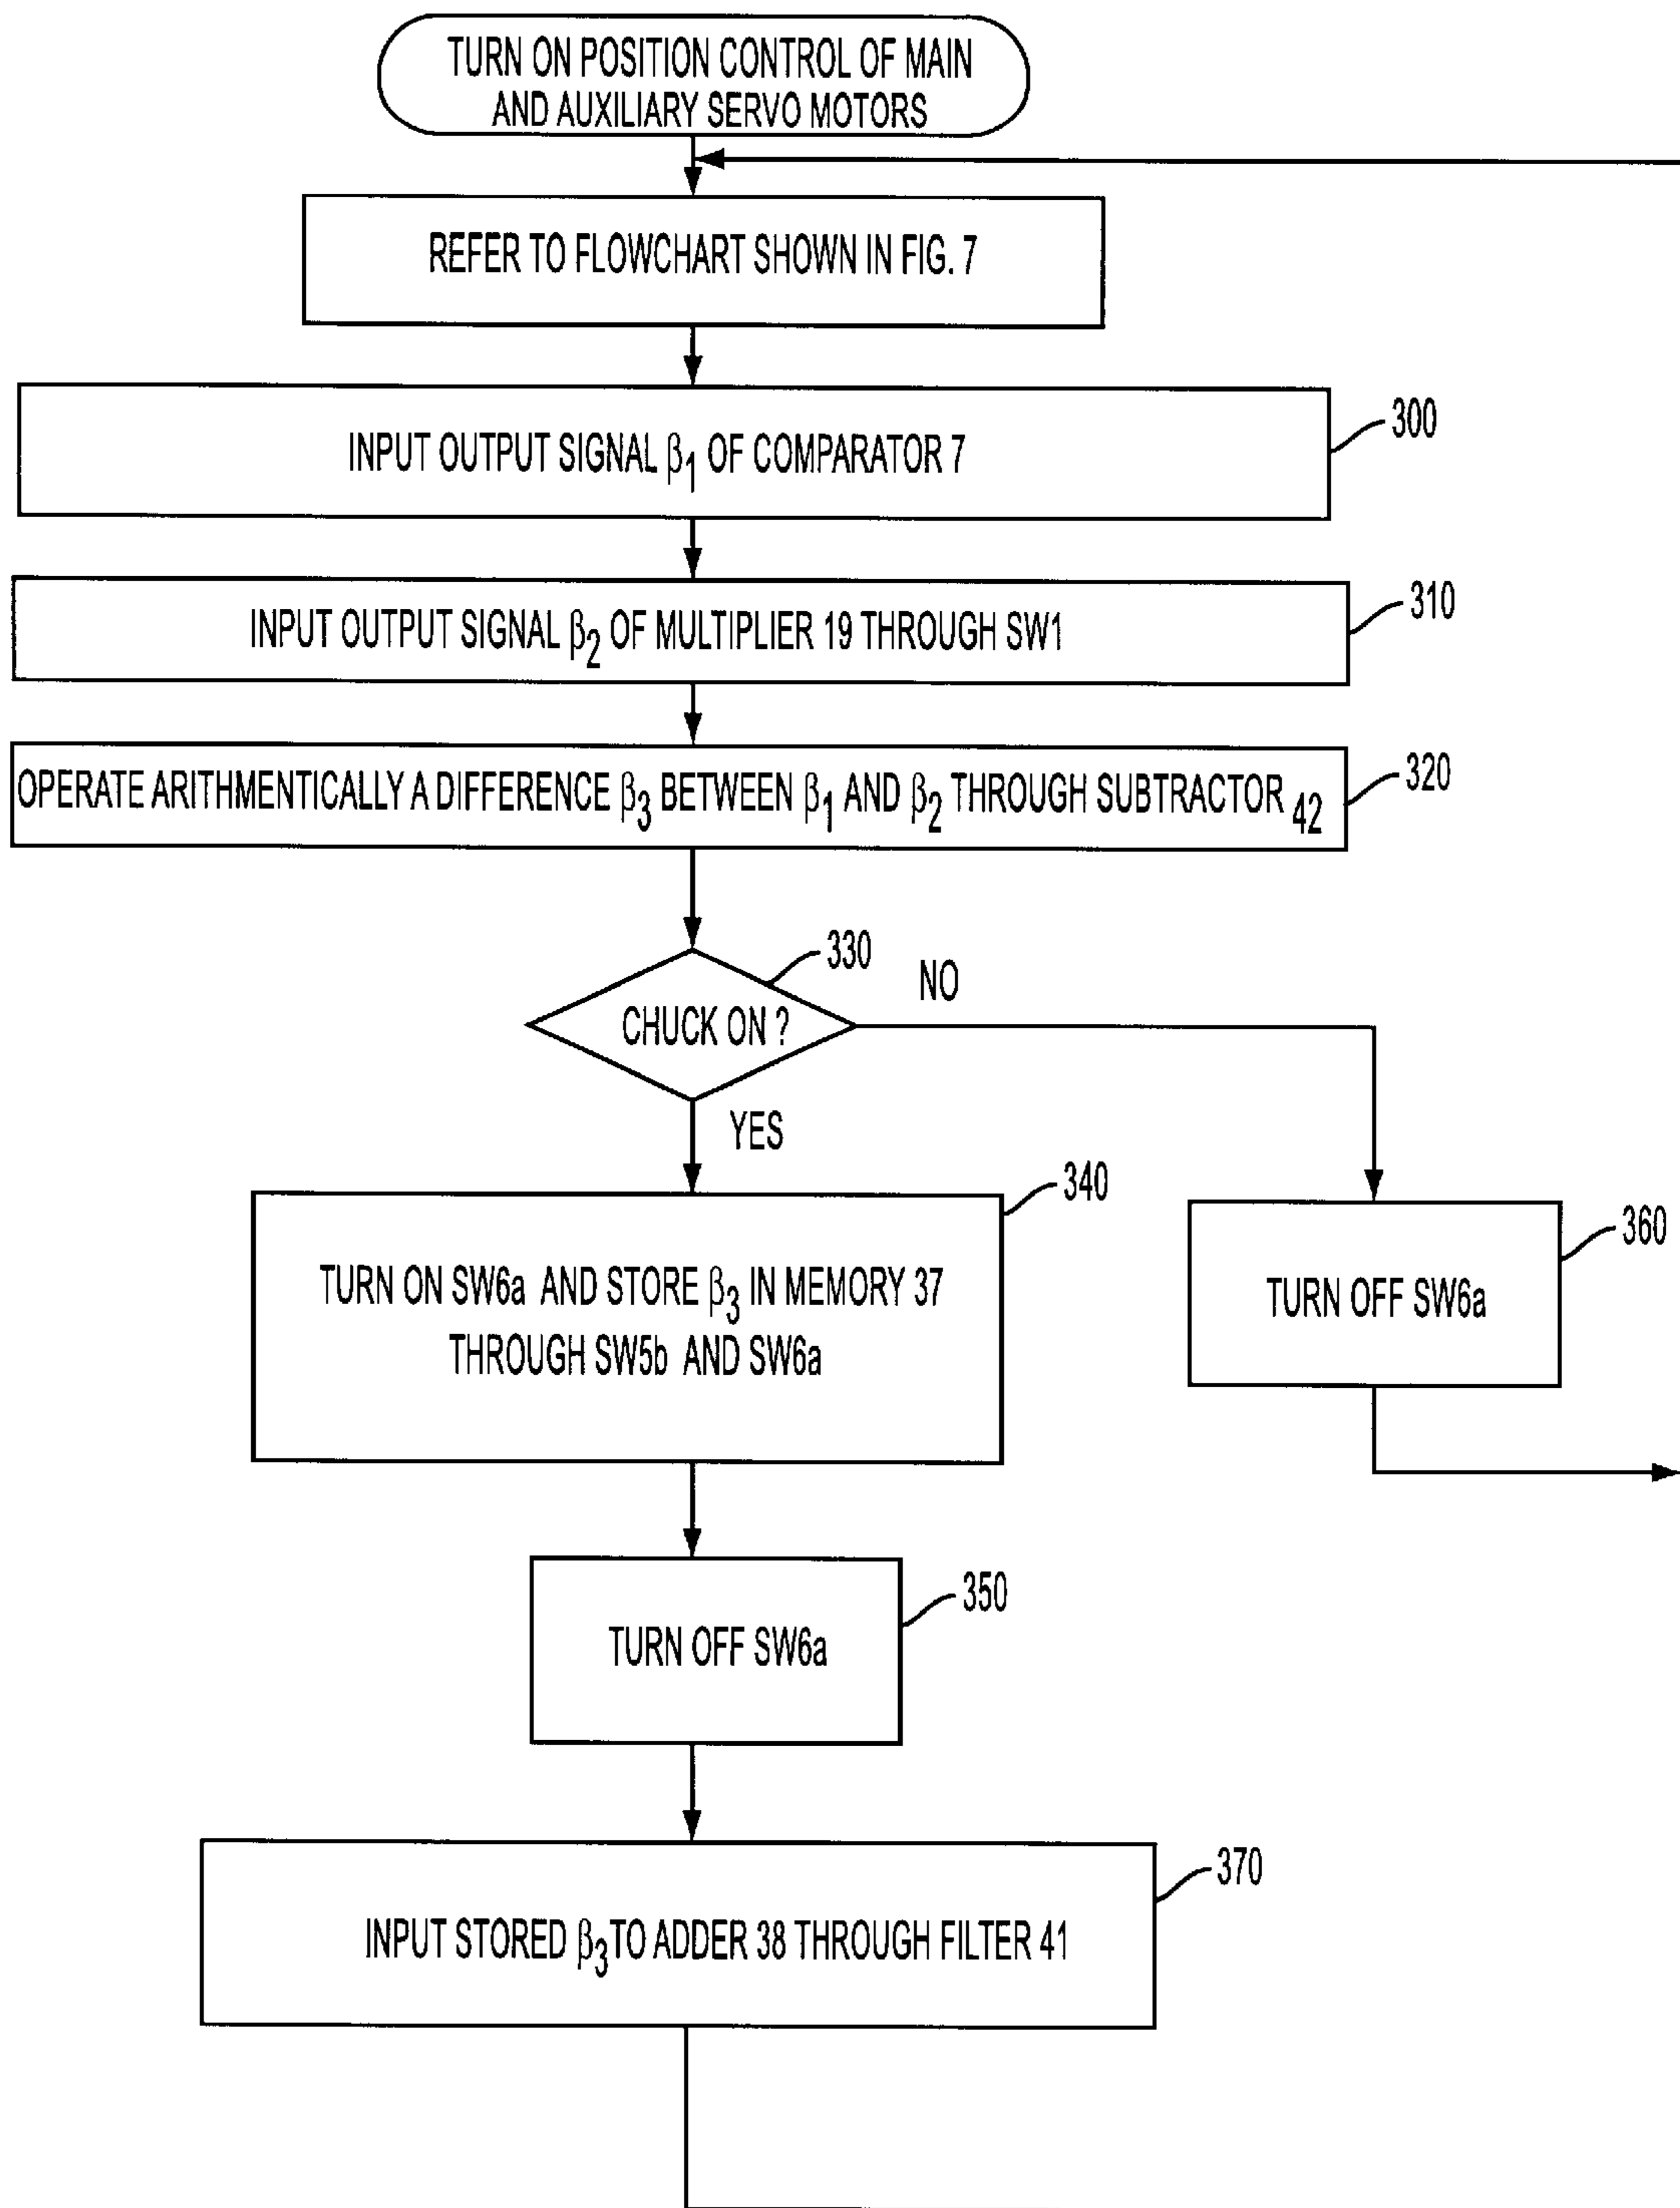 TURN ON POSITION CONTROL OF MAIN
AND AUXILIARY SERVO MOTORS
REFER TO FLOWCHART SHOWN IN FIG. 7
INPUT OUTPUT SIGNAL β1 OF COMPARATOR 7
300
INPUT OUTPUT SIGNAL β2 OF MULTIPLIER 19 THROUGH SW1
310
OPERATE ARITHMENTICALLY A DIFFERENCE β3 BETWEEN β1 AND β2 THROUGH SUBTRACTOR 42
320
330
CHUCK ON ?
NO
YES
340
TURN ON SW6a AND STORE β3 IN MEMORY 37
THROUGH SW5b AND SW6a
360
TURN OFF SW6a
350
TURN OFF SW6a
370
INPUT STORED β3 TO ADDER 38 THROUGH FILTER 41